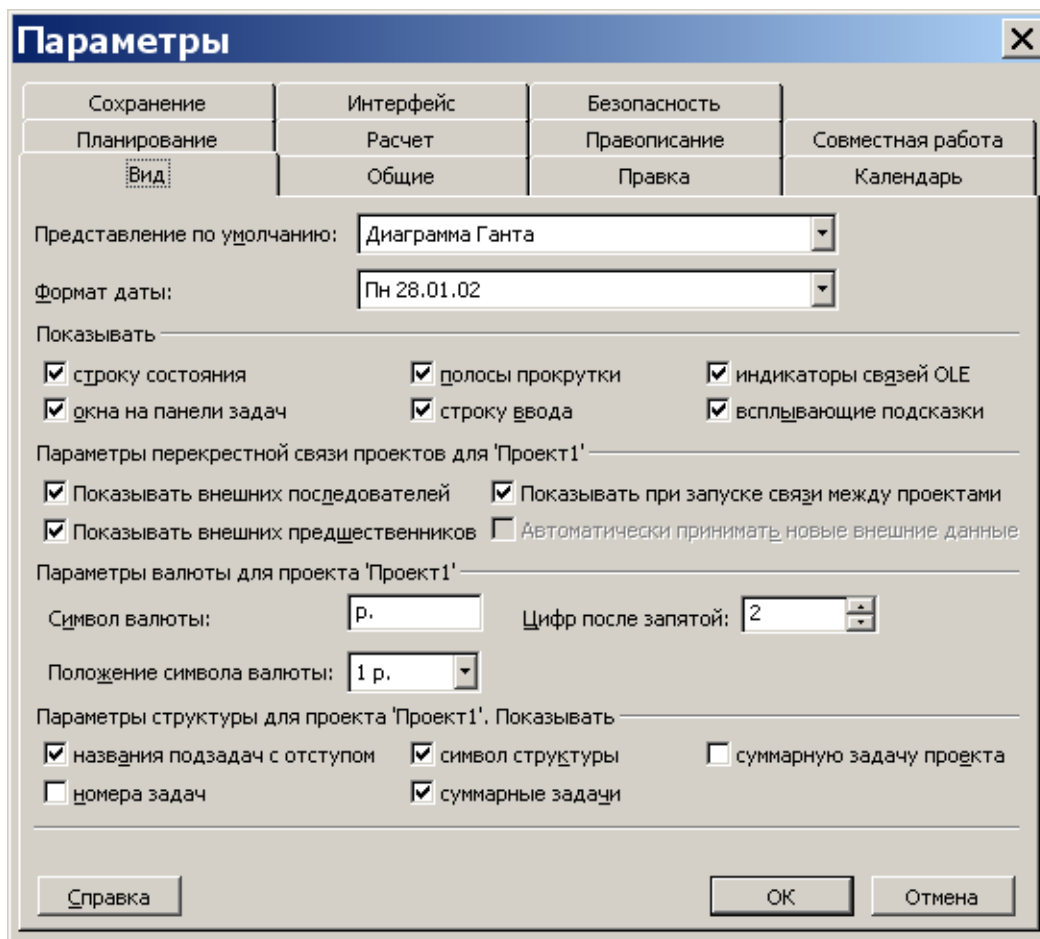 Параметры
Сохранение Интерфейс Безопасность
Планирование Расчет Правописание Совместная работа
Вид Общие Правка Календарь
Представление по умолчанию: Диаграмма Ганта
Формат даты: Пн 28.01.02
Показывать
строку состояния полосы прокрутки индикаторы связей OLE
окна на панели задач строку ввода всплывающие подсказки
Параметры перекрестной связи проектов для 'Проект1'
Показывать внешних последователей Показывать при запуске связи между проектами
Показывать внешних предшественников Автоматически принимать новые внешние данные
Параметры валюты для проекта 'Проект1'
Символ валюты: р. Цифр после запятой: 2
Положение символа валюты: 1 р.
Параметры структуры для проекта 'Проект1'. Показывать
названия подзадач с отступом символ структуры суммарную задачу проекта
номера задач суммарные задачи
Справка ОК Отмена